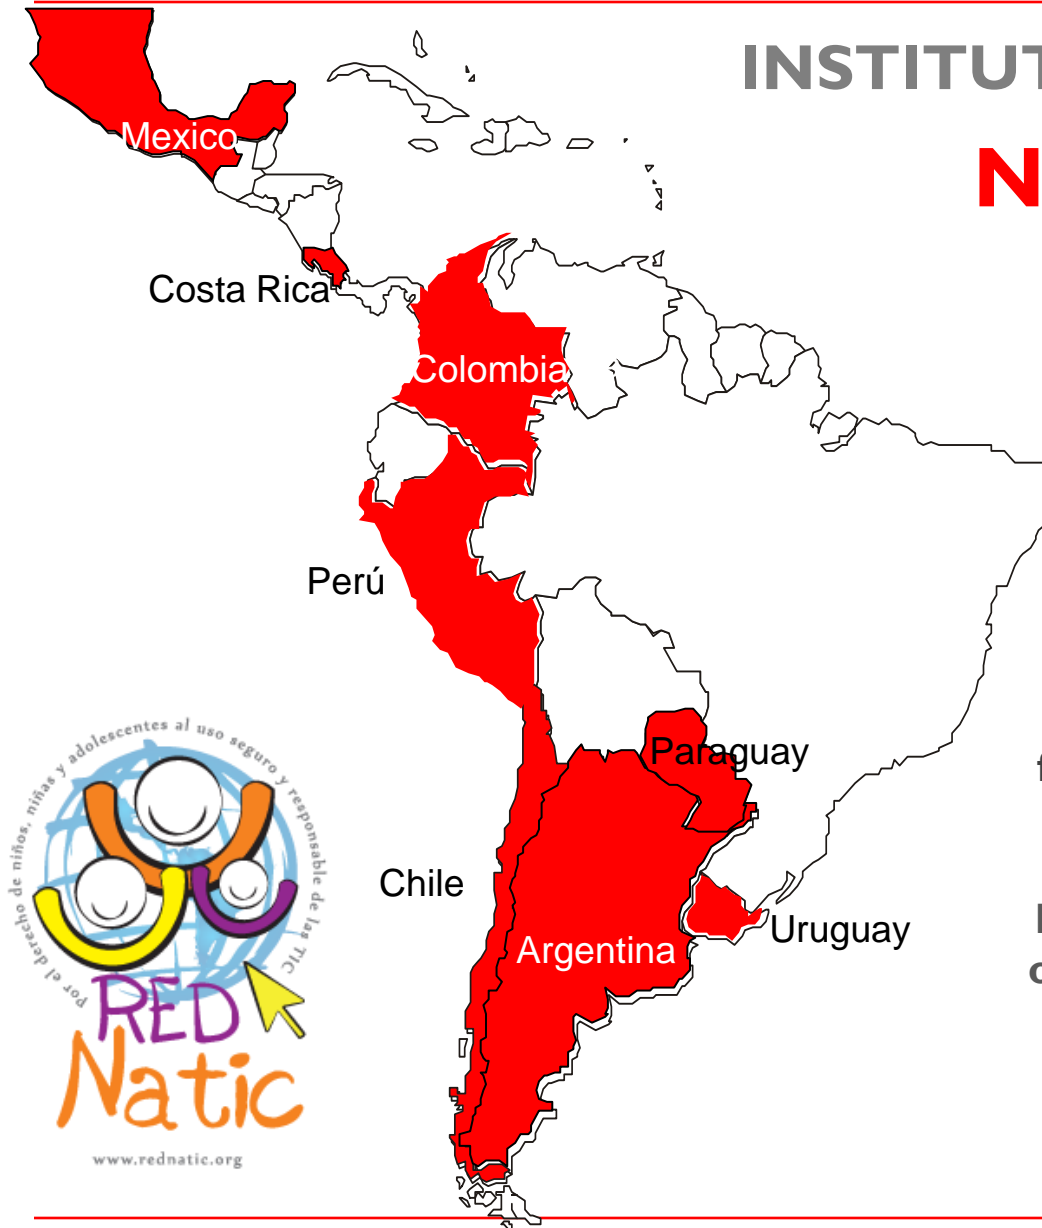 INSTITUT
N
Mexico
Costa Rica
Colombia
Perú
Paraguay
f
Chile
Uruguay
Argentina
c
Por el derecho de niños, niñas y adolescentes al uso seguro y responsable de las TIC
RED
Natic
www.rednatic.org